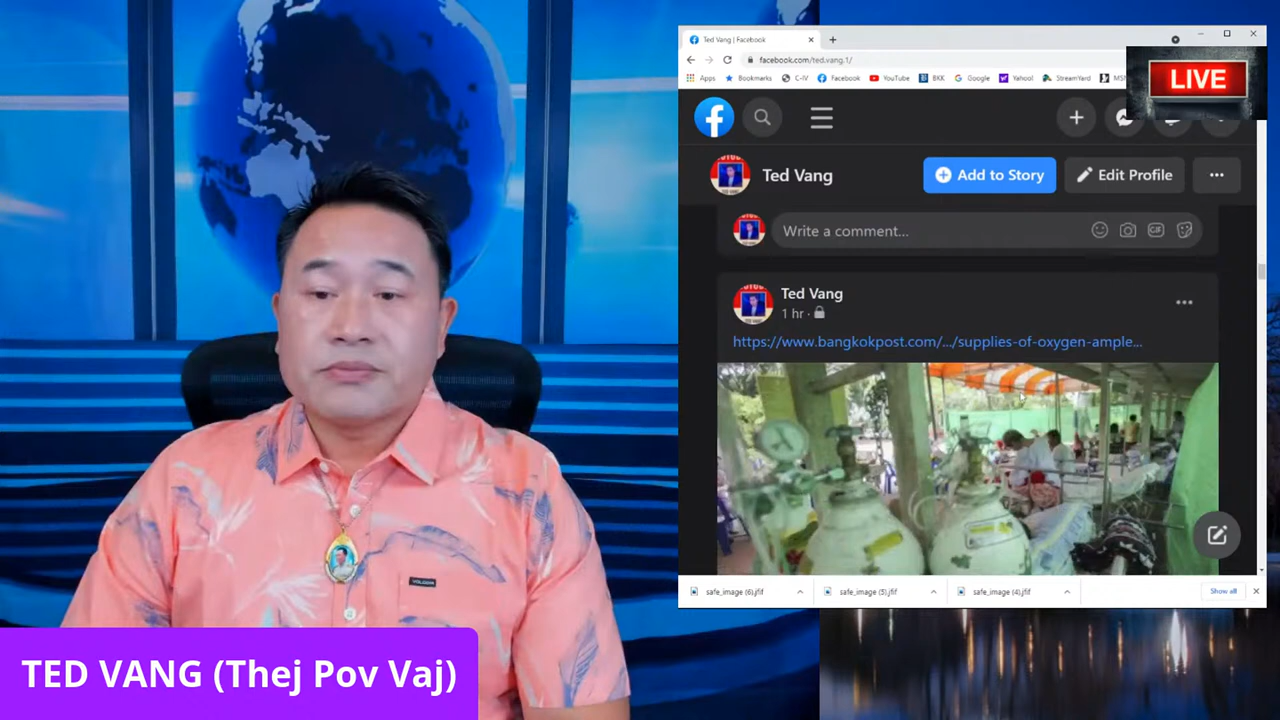 Ted Vang | Facebook
facebook.com/ted.vang.1/
Apps Bookmarks C-IV Facebook YouTube BKK Google Yahoo! StreamYard
LIVE
Ted Vang
Add to Story
Edit Profile
Write a comment...
GIF
Ted Vang
1 hr ·
https://www.bangkokpost.com/.../supplies-of-oxygen-ample...
safe_image (6).jfif
safe_image (5).jfif
safe_image (4).jfif
Show all
VOLCOM
TED VANG (Thej Pov Vaj)